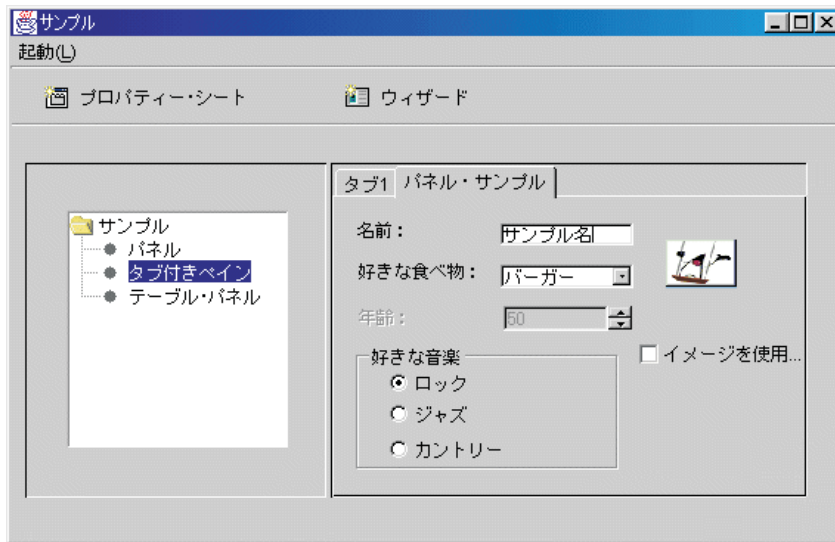 サンプル
起動(L)
プロパティー・シート ウィザード
サンプル
パネル
タブ付きペイン
テーブル・パネル
タブ1 パネル・サンプル
名前： サンプル名
好きな食べ物： バーガー
年齢： 50
好きな音楽
ロック
ジャズ
カントリー
イメージを使用...